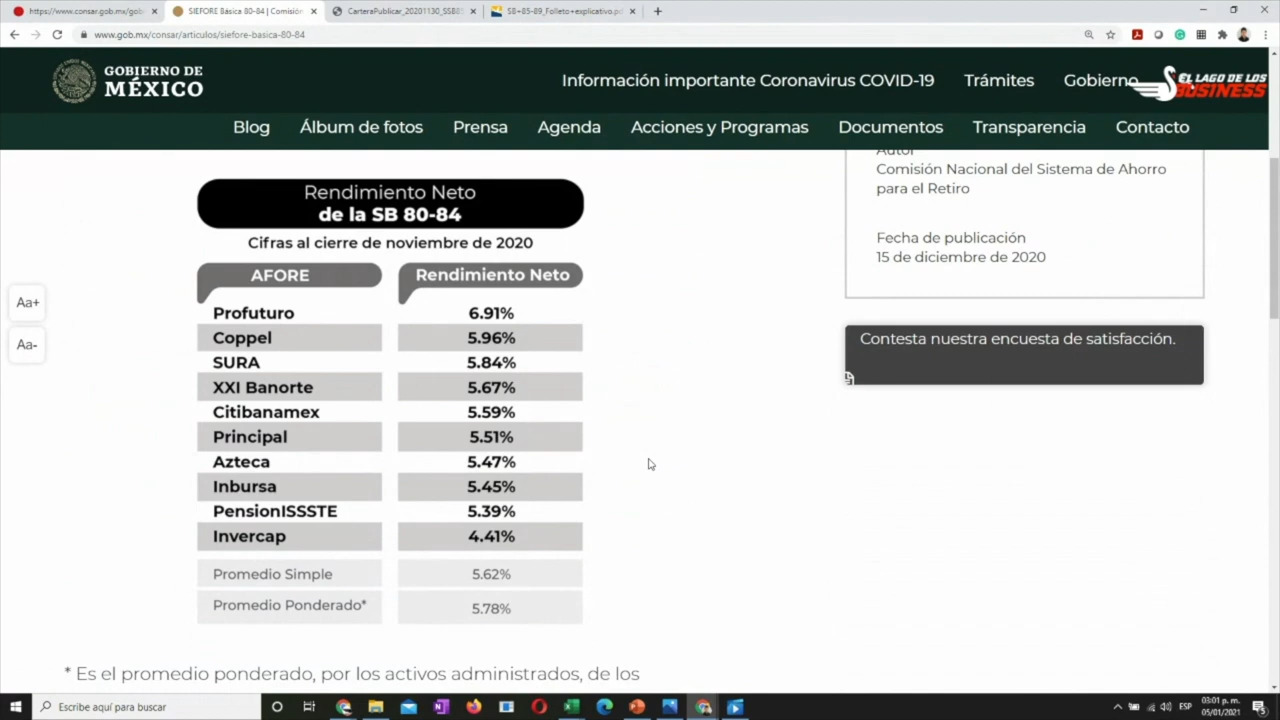 https://www.consar.gob.mx/gobi
SIEFORE Básica 80-84 | Comisión
CarteraPublicar_20201130_SSB85
SB+85-89_Folleto+explicativo.pd
www.gob.mx/consar/articulos/siefore-basica-80-84
GOBIERNO DE
MÉXICO
Información importante Coronavirus COVID-19
Trámites
Gobierno
EL LAGO DE LOS
BUSINESS
Blog
Álbum de fotos
Prensa
Agenda
Acciones y Programas
Documentos
Transparencia
Contacto
Aa+
Aa-
Rendimiento Neto
de la SB 80-84
Cifras al cierre de noviembre de 2020
AFORE Rendimiento Neto
Profuturo 6.91%
Coppel 5.96%
SURA 5.84%
XXI Banorte 5.67%
Citibanamex 5.59%
Principal 5.51%
Azteca 5.47%
Inbursa 5.45%
PensionISSSTE 5.39%
Invercap 4.41%
Promedio Simple 5.62%
Promedio Ponderado* 5.78%
* Es el promedio ponderado, por los activos administrados, de los
Autor
Comisión Nacional del Sistema de Ahorro
para el Retiro
Fecha de publicación
15 de diciembre de 2020
Contesta nuestra encuesta de satisfacción.
Escribe aquí para buscar
ESP
03:01 p. m.
05/01/2021